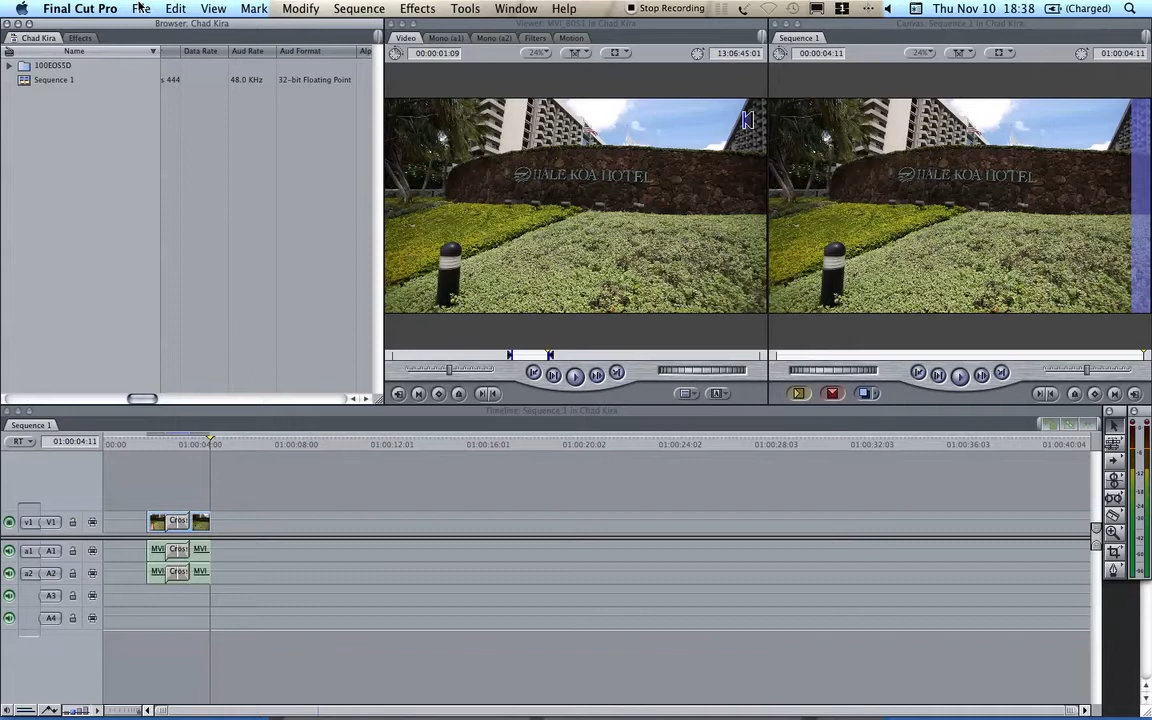 Final Cut Pro File Edit View Mark Modify Sequence Effects Tools Window Help Stop Recording 1 Thu Nov 10 18:38 (Charged)
Browser: Chad Kira
Viewer: MVI_8051 in Chad Kira
Canvas: Sequence 1 in Chad Kira
Chad Kira Effects
Video Mono (a1) Mono (a2) Filters Motion
Sequence 1
Name Data Rate Aud Rate Aud Format Alp
00:00:01:09 24% 13:06:45:01
00:00:04:11 24% 01:00:04:11
100EOS5D
Sequence 1 s 444 48.0 KHz 32-bit Floating Point
HALE KOA HOTEL
HALE KOA HOTEL
Timeline: Sequence 1 in Chad Kira
Sequence 1
RT 01:00:04:11 00:00 01:00:04:00 01:00:08:00 01:00:12:01 01:00:16:01 01:00:20:02 01:00:24:02 01:00:28:03 01:00:32:03 01:00:36:03 01:00:40:04
v1 V1 Cros
a1 A1 MVI Cros MVI
a2 A2 MVI Cros MVI
A3
A4